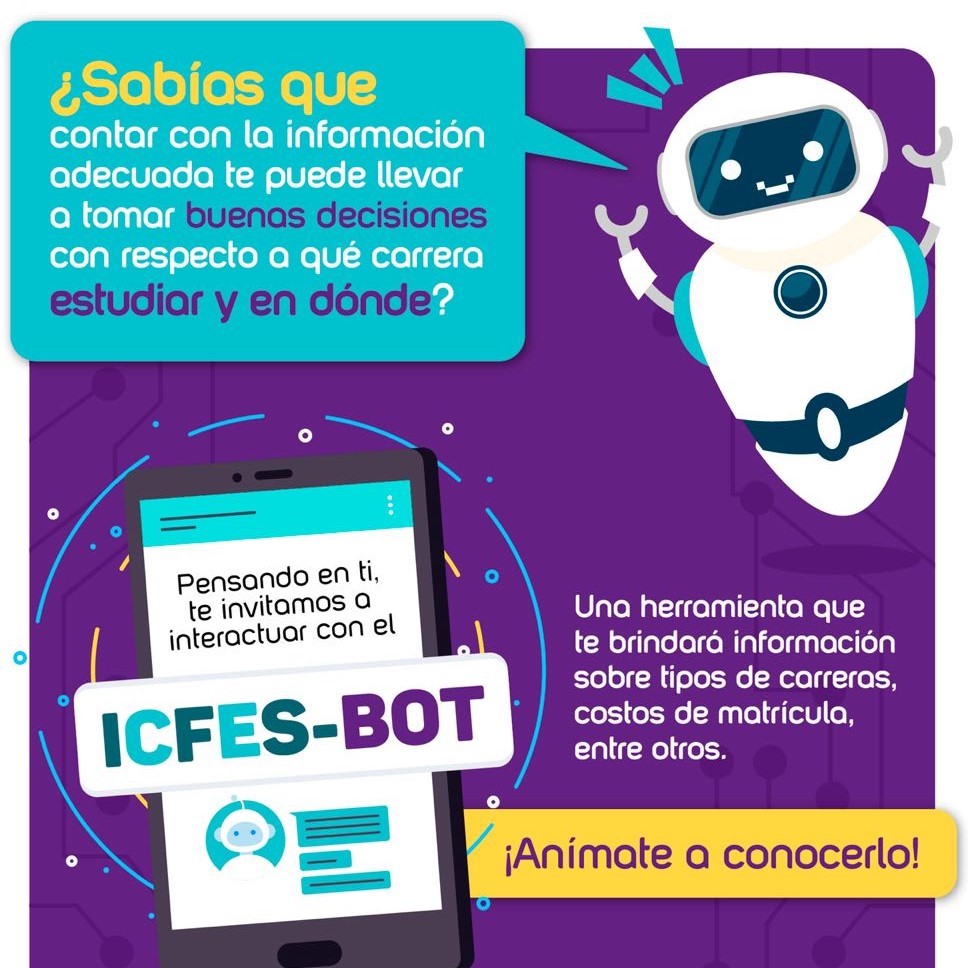 ¿Sabías que
contar con la información
adecuada te puede llevar
a tomar buenas decisiones
con respecto a qué carrera
estudiar y en dónde?
Pensando en ti,
te invitamos a
interactuar con el
ICFES-BOT
Una herramienta que
te brindará información
sobre tipos de carreras,
costos de matrícula,
entre otros.
¡Anímate a conocerlo!